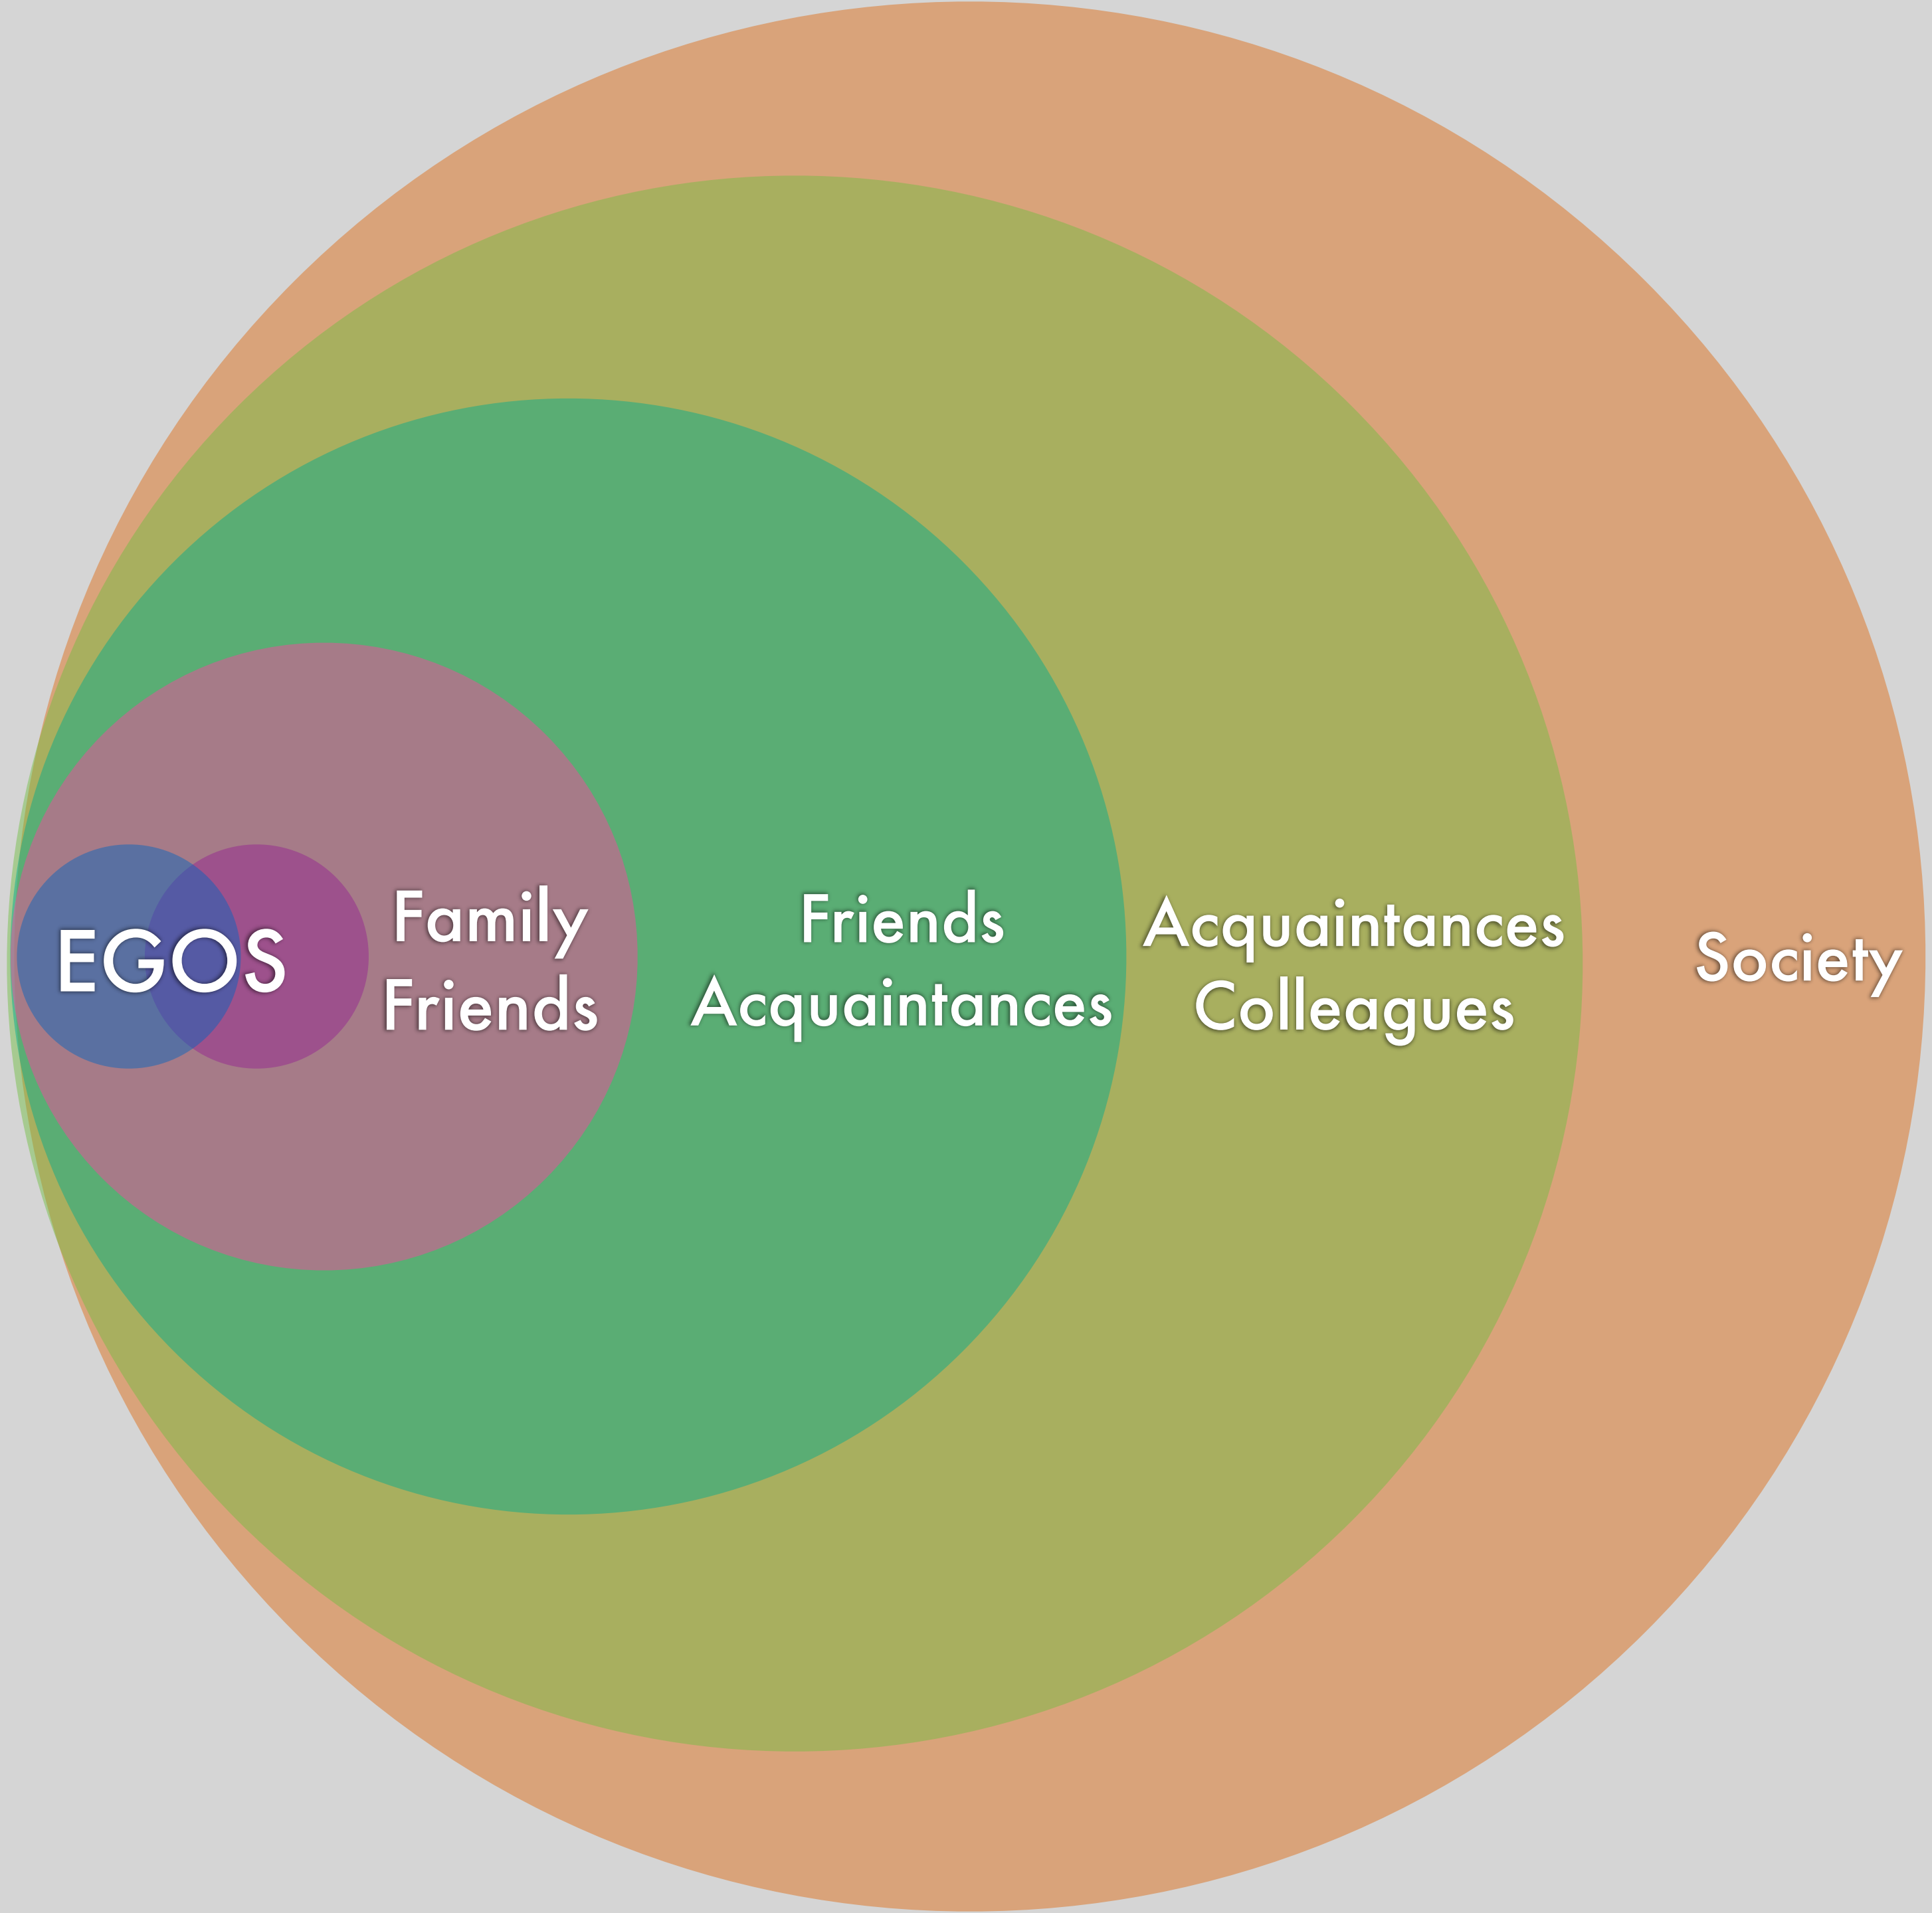 EGOS
Family
Friends
Friends
Acquaintances
Acquaintances
Colleagues
Society